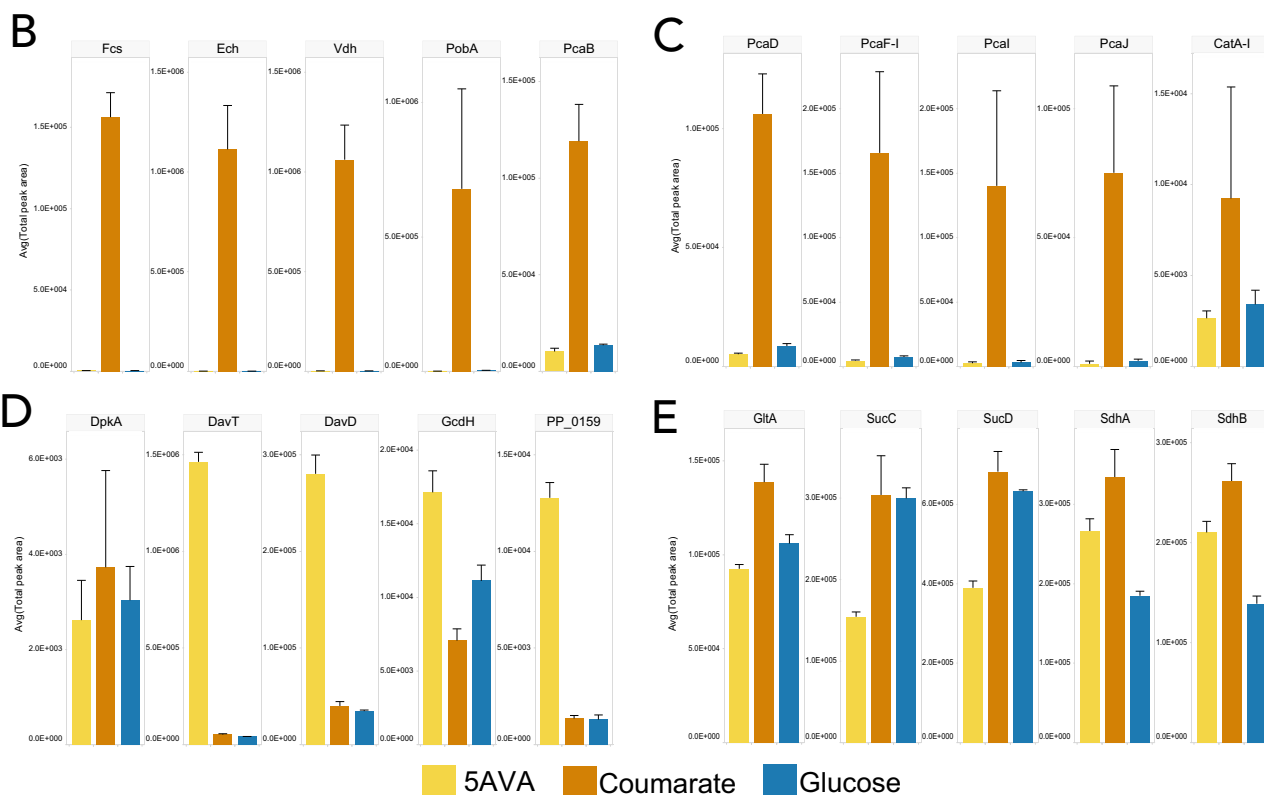 B
Fcs Ech Vdh PobA PcaB
Avg(Total peak area)
1.5E+005
1.0E+005
5.0E+004
0.0E+000
1.5E+006
1.0E+006
5.0E+005
0.0E+000
1.5E+006
1.0E+006
5.0E+005
0.0E+000
1.0E+006
5.0E+005
0.0E+000
1.5E+005
1.0E+005
5.0E+004
0.0E+000
C
PcaD PcaF-I PcaI PcaJ CatA-I
Avg(Total peak area)
1.0E+005
5.0E+004
0.0E+000
2.0E+005
1.5E+005
1.0E+005
5.0E+004
0.0E+000
2.0E+005
1.5E+005
1.0E+005
5.0E+004
0.0E+000
1.0E+005
5.0E+004
0.0E+000
1.5E+004
1.0E+004
5.0E+003
0.0E+000
D
DpkA DavT DavD GcdH PP_0159
6.0E+003
4.0E+003
2.0E+003
0.0E+000
1.5E+006
1.0E+006
5.0E+005
0.0E+000
3.0E+005
2.0E+005
1.0E+005
0.0E+000
2.0E+004
1.5E+004
1.0E+004
5.0E+003
0.0E+000
1.5E+004
1.0E+004
5.0E+003
0.0E+000
E
GltA SucC SucD SdhA SdhB
Avg(Total peak area)
1.5E+005
1.0E+005
5.0E+004
0.0E+000
3.0E+005
2.0E+005
1.0E+005
0.0E+000
6.0E+005
4.0E+005
2.0E+005
0.0E+000
3.0E+005
2.0E+005
1.0E+005
0.0E+000
3.0E+005
2.0E+005
1.0E+005
0.0E+000
5AVA Coumarate Glucose